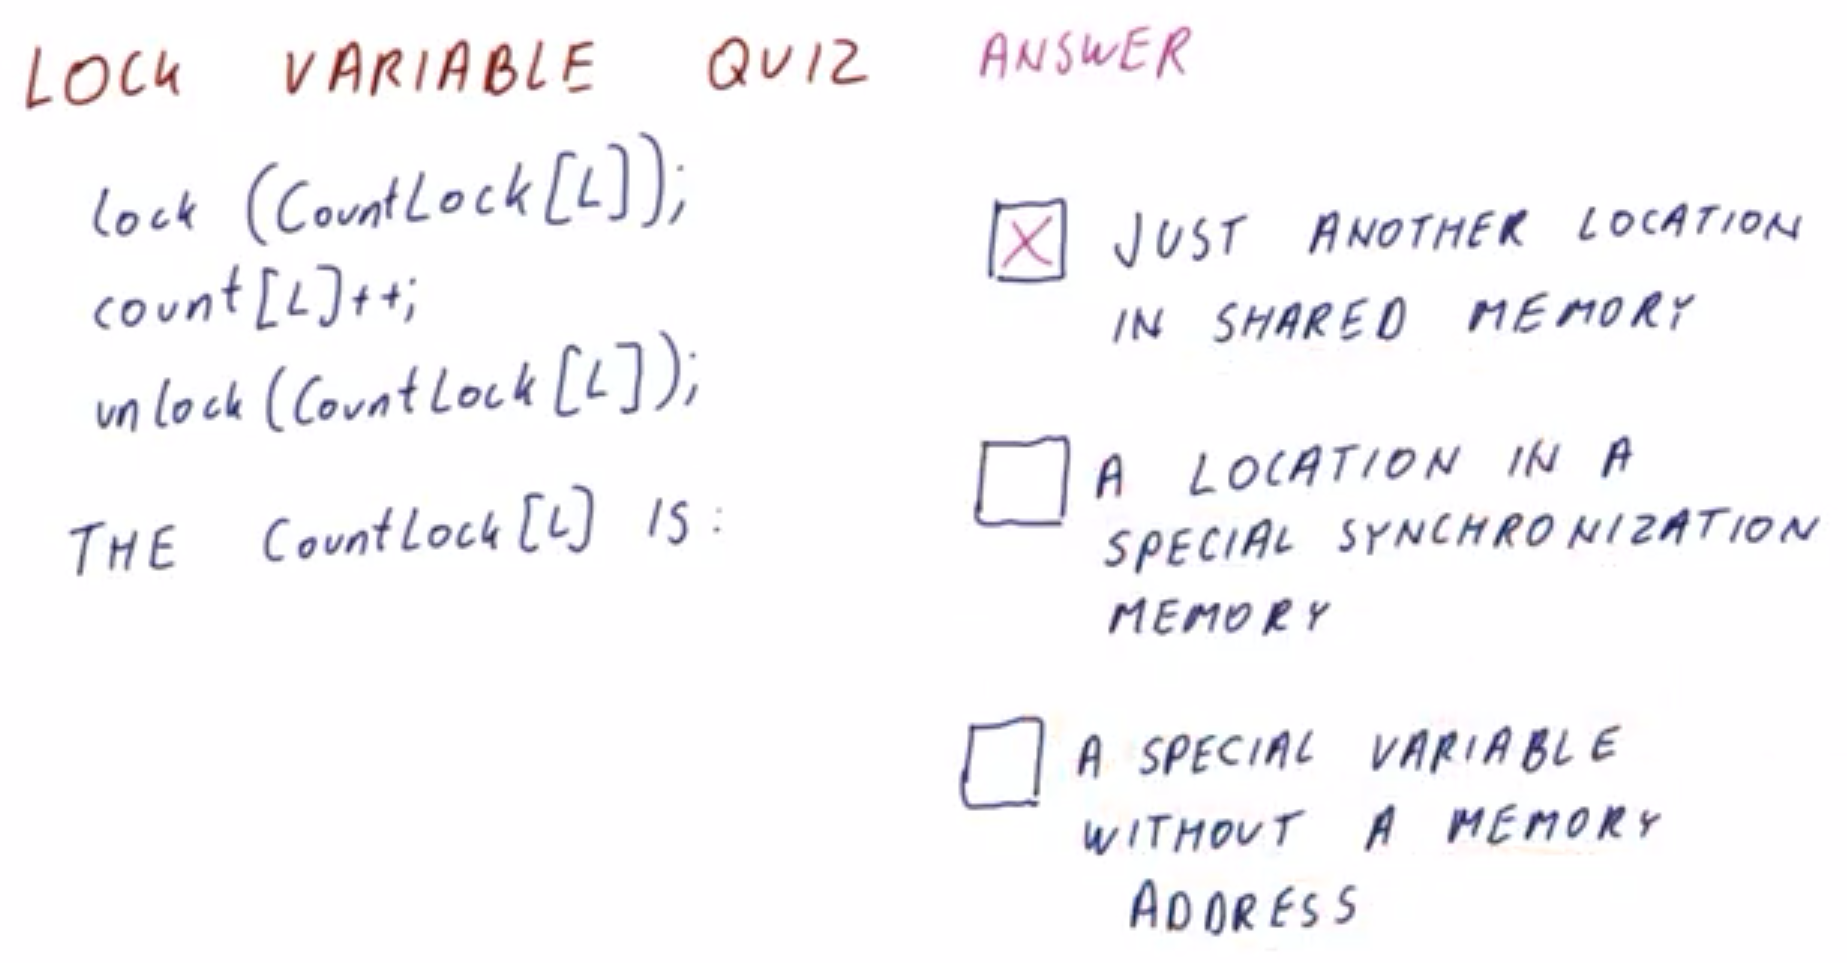 LOCK VARIABLE QUIZ ANSWER
lock (CountLock[L]);
count[L]++;
unlock (CountLock[L]);
THE CountLock[L] IS:
X JUST ANOTHER LOCATION
IN SHARED MEMORY
A LOCATION IN A
SPECIAL SYNCHRONIZATION
MEMORY
A SPECIAL VARIABLE
WITHOUT A MEMORY
ADDRESS